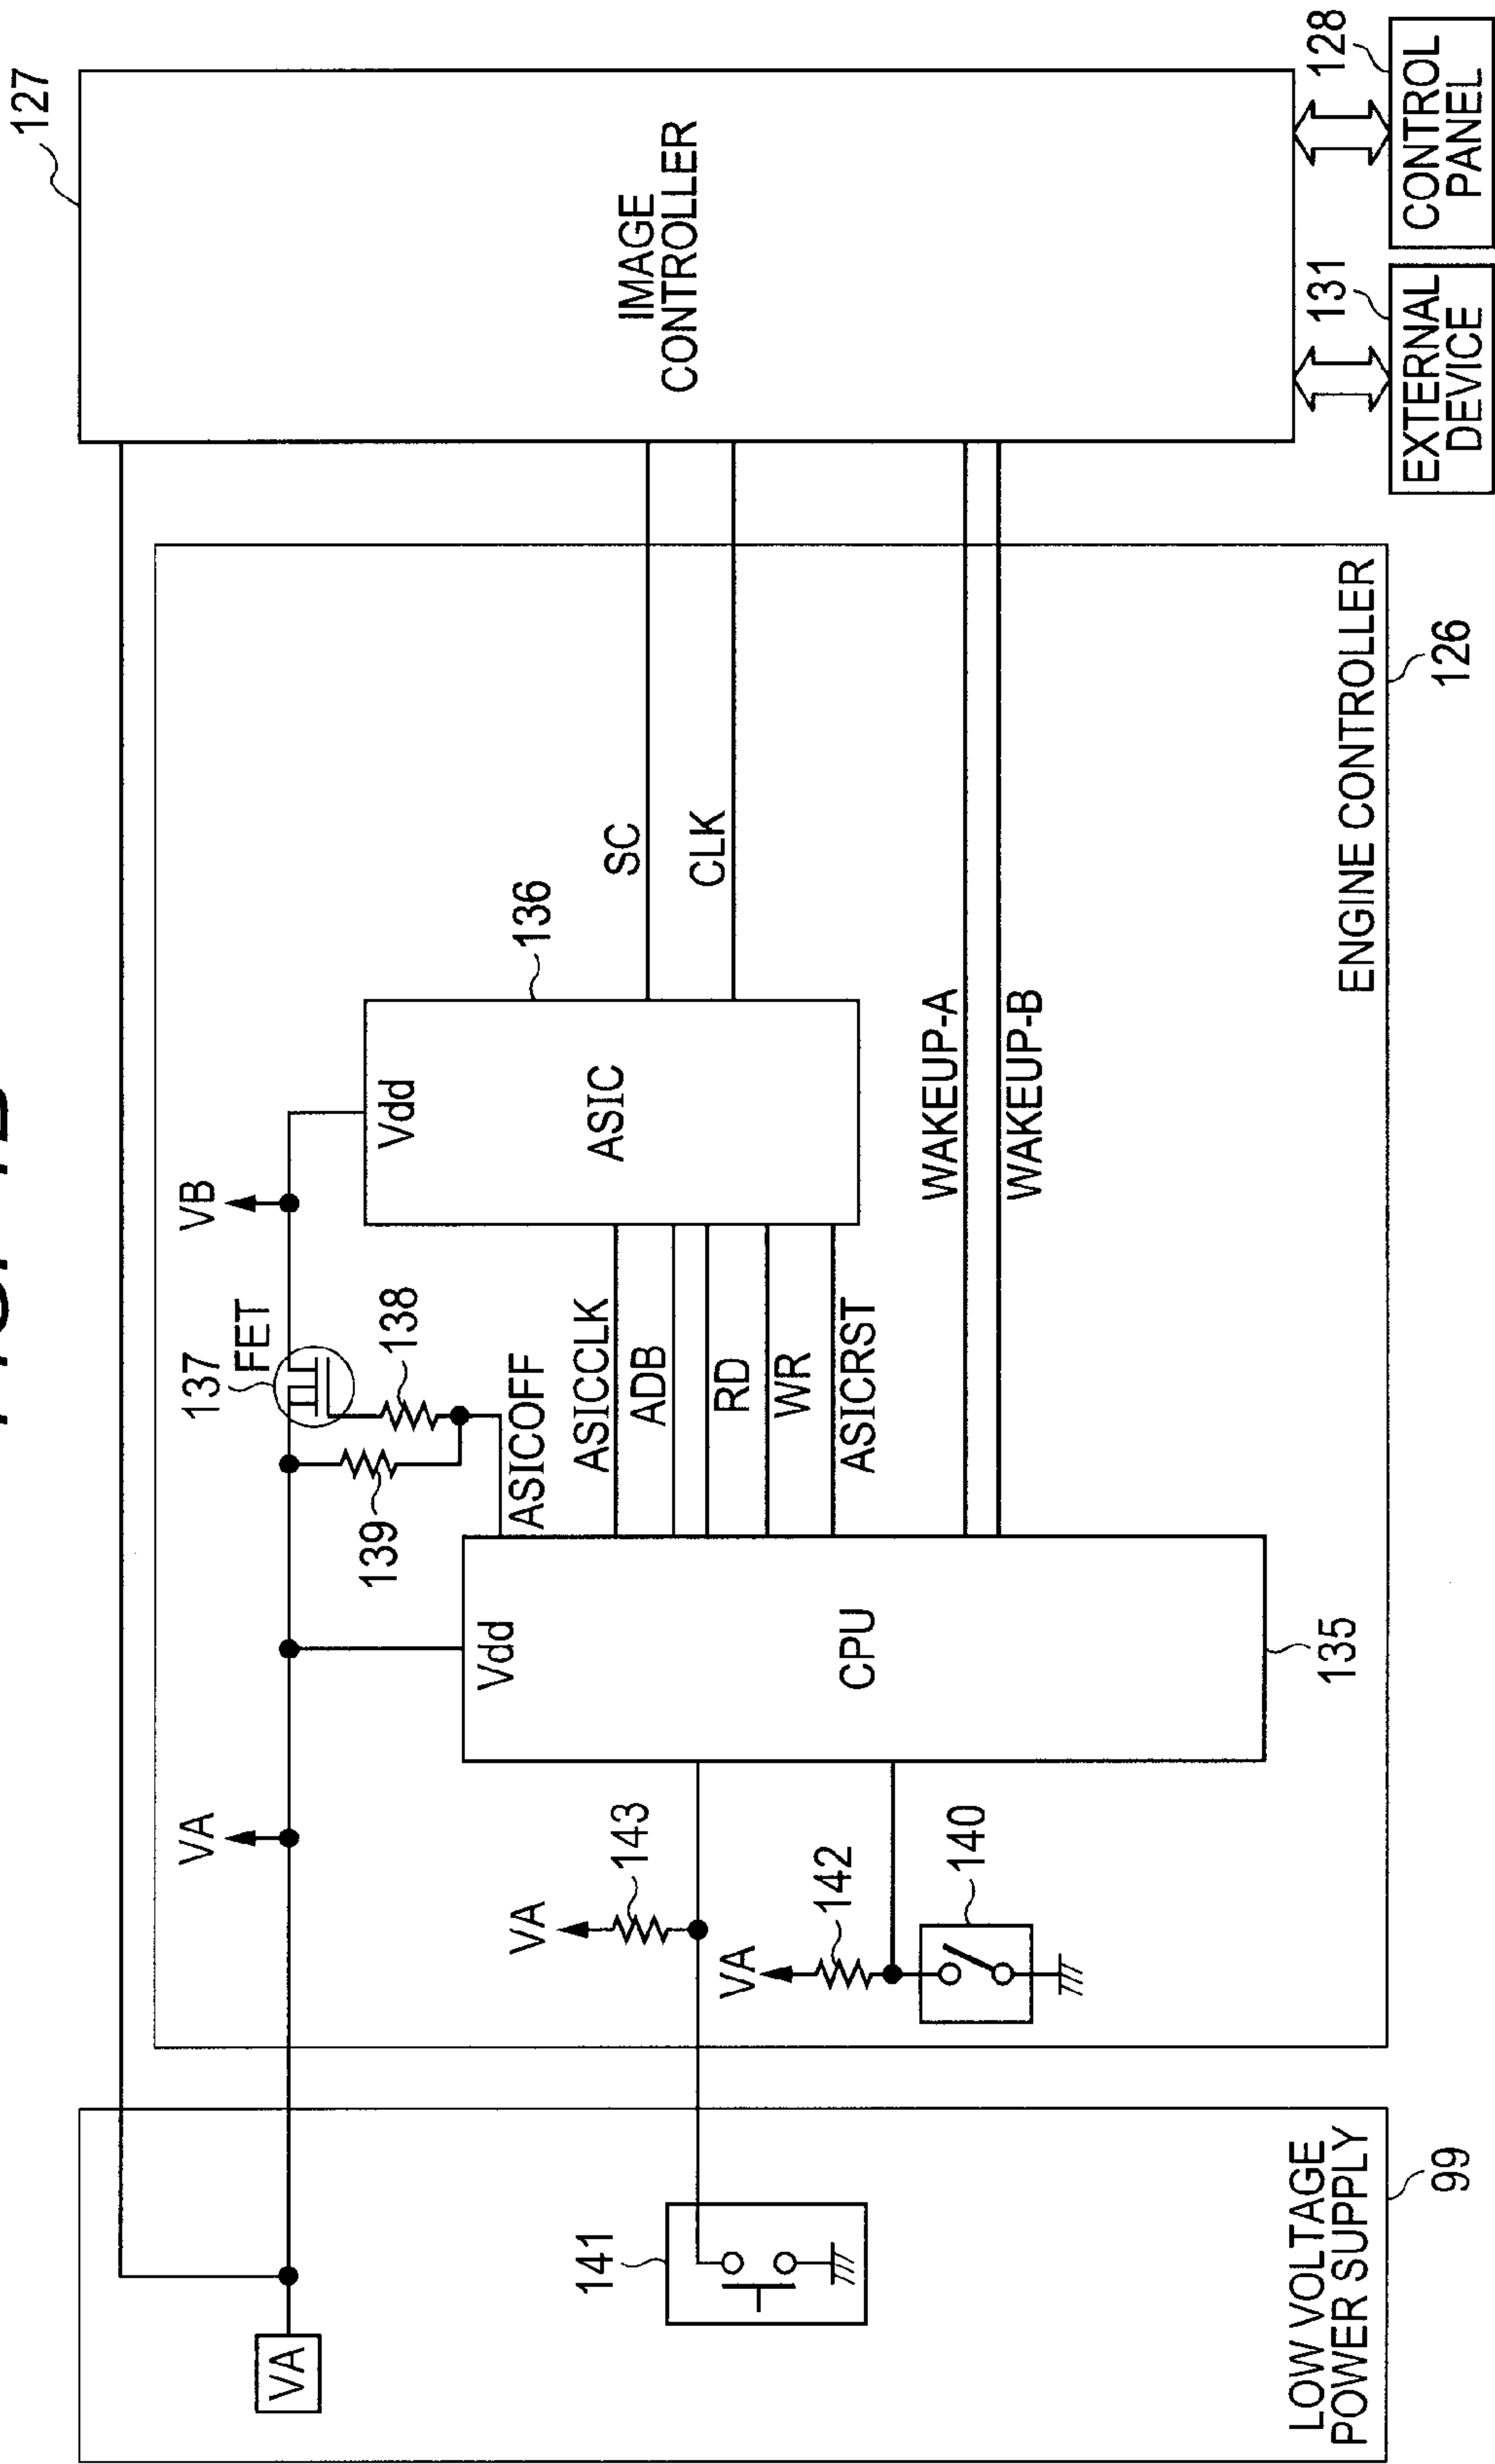 127
IMAGE
CONTROLLER
128
CONTROL
PANEL
131
EXTERNAL
DEVICE
SC
CLK
WAKEUP-A
WAKEUP-B
ENGINE CONTROLLER
126
136
ASIC
Vdd
VB
FET
137
138
139
ASICOFF
ASICCLK
ADB
RD
WR
ASICRST
Vdd
CPU
135
VA
VA
143
VA
142
140
VA
141
LOW VOLTAGE
POWER SUPPLY
99